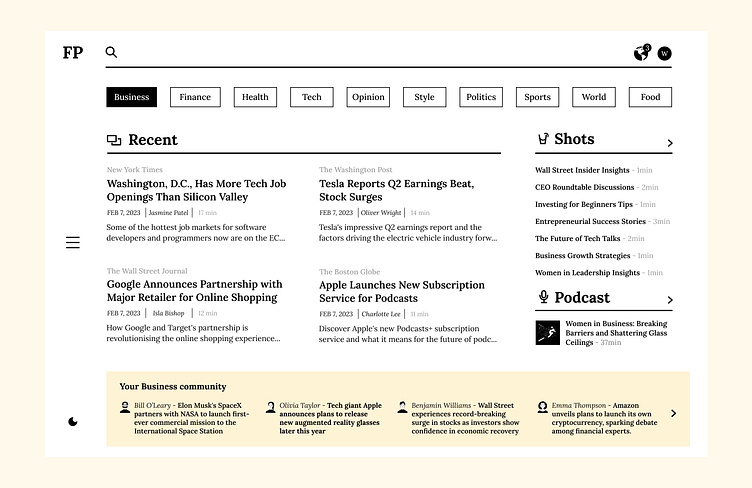 FP
3
W
Business Finance Health Tech Opinion Style Politics Sports World Food
Recent
New York Times
Washington, D.C., Has More Tech Job
Openings Than Silicon Valley
FEB 7, 2023 Jasmine Patel 17 min
Some of the hottest job markets for software
developers and programmers now are on the EC...
The Washington Post
Tesla Reports Q2 Earnings Beat,
Stock Surges
FEB 7, 2023 Oliver Wright 14 min
Tesla's impressive Q2 earnings report and the
factors driving the electric vehicle industry forw...
The Wall Street Journal
Google Announces Partnership with
Major Retailer for Online Shopping
FEB 7, 2023 Isla Bishop 12 min
How Google and Target's partnership is
revolutionising the online shopping experience...
The Boston Globe
Apple Launches New Subscription
Service for Podcasts
FEB 7, 2023 Charlotte Lee 11 min
Discover Apple's new Podcasts+ subscription
service and what it means for the future of podc...
Shots
Wall Street Insider Insights - 1min
CEO Roundtable Discussions - 2min
Investing for Beginners Tips - 1min
Entrepreneurial Success Stories - 3min
The Future of Tech Talks - 2min
Business Growth Strategies - 1min
Women in Leadership Insights - 1min
Podcast
Women in Business: Breaking
Barriers and Shattering Glass
Ceilings - 37min
Your Business community
Bill O'Leary - Elon Musk's SpaceX
partners with NASA to launch first-
ever commercial mission to the
International Space Station
Olivia Taylor - Tech giant Apple
announces plans to release
new augmented reality glasses
later this year
Benjamin Williams - Wall Street
experiences record-breaking
surge in stocks as investors show
confidence in economic recovery
Emma Thompson - Amazon
unveils plans to launch its own
cryptocurrency, sparking debate
among financial experts.